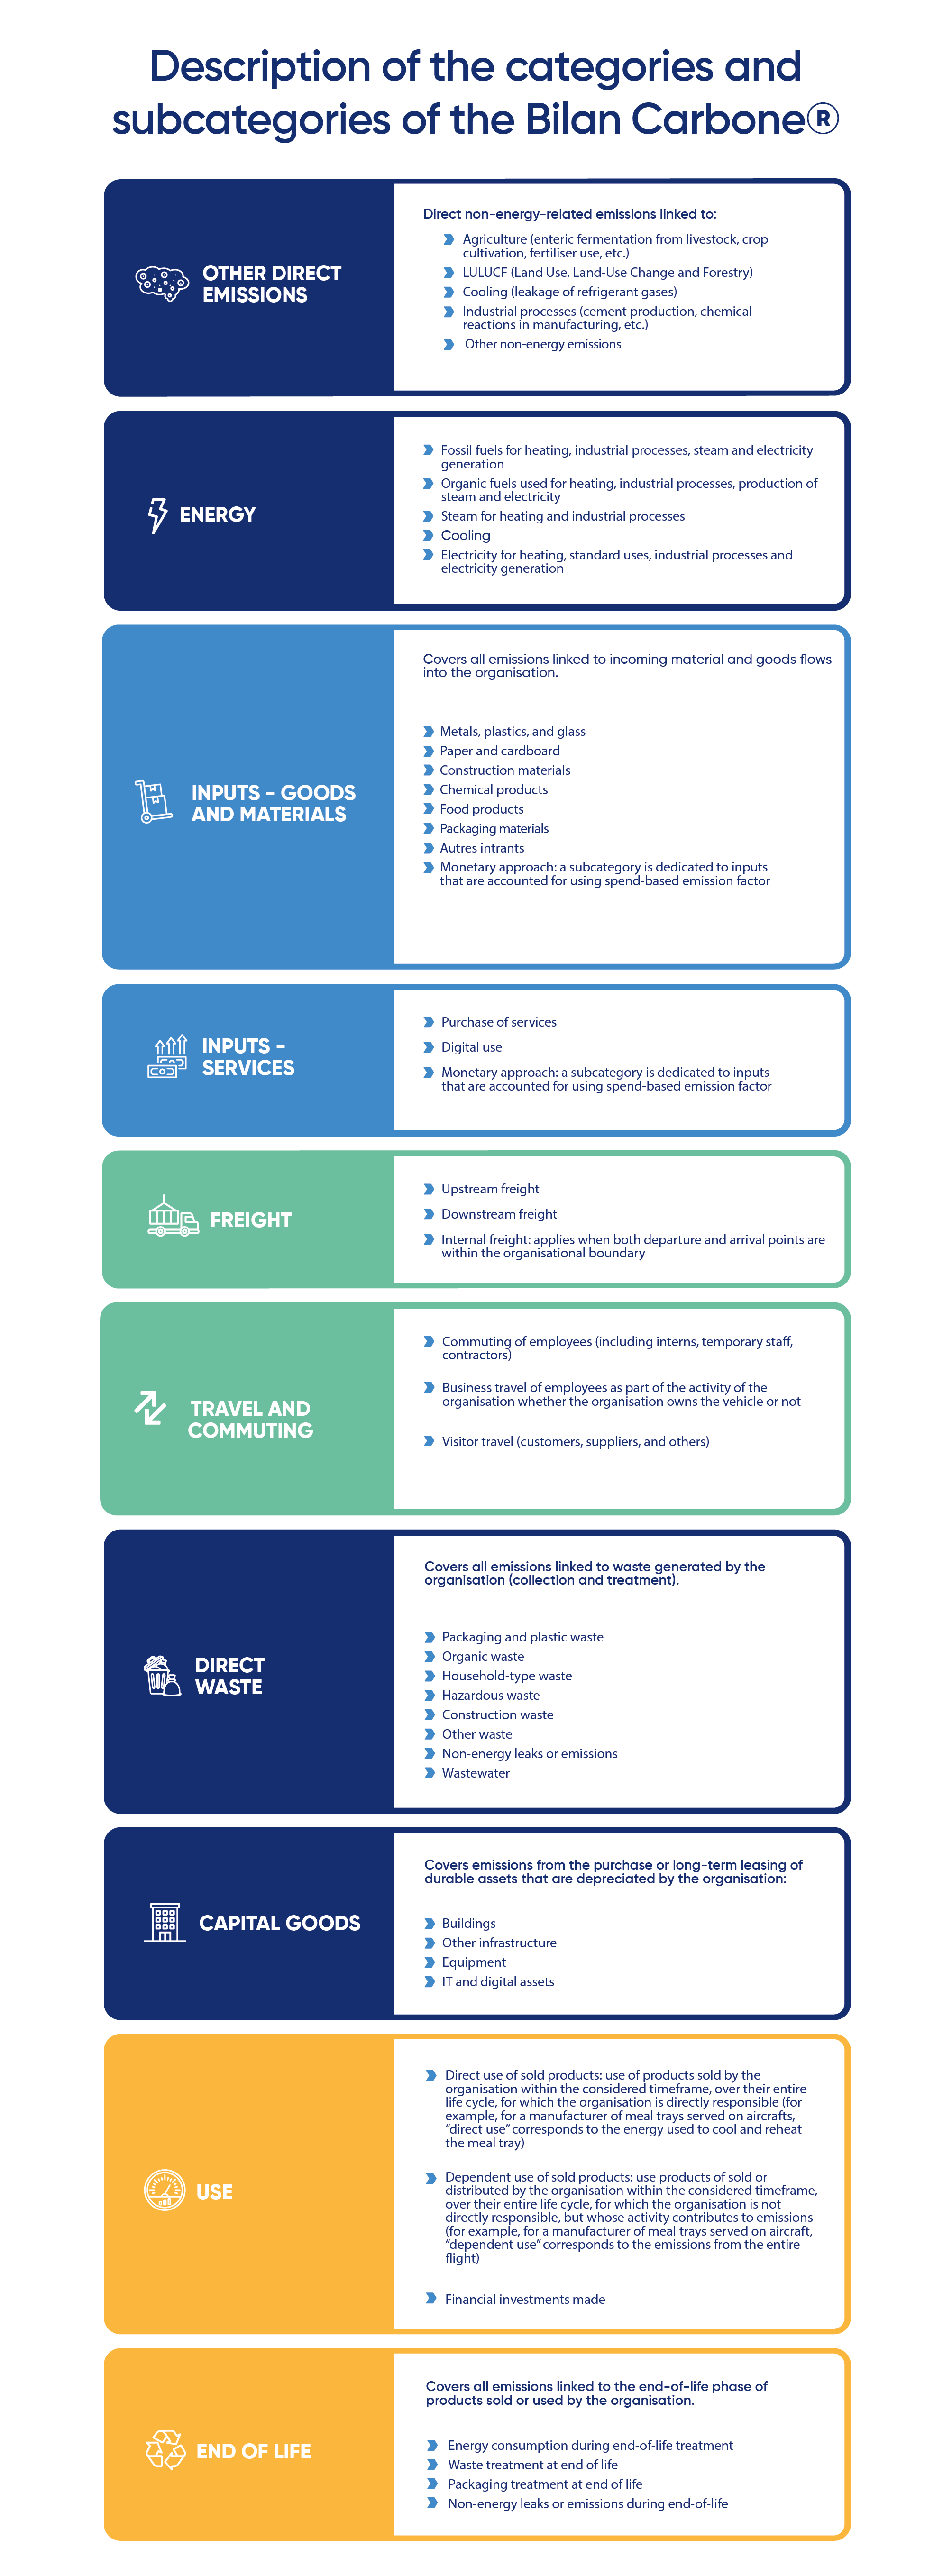 Description of the categories and
subcategories of the Bilan Carbone®
OTHER DIRECT
EMISSIONS
Direct non-energy-related emissions linked to:
Agriculture (enteric fermentation from livestock, crop
cultivation, fertiliser use, etc.)
LULUCF (Land Use, Land-Use Change and Forestry)
Cooling (leakage of refrigerant gases)
Industrial processes (cement production, chemical
reactions in manufacturing, etc.)
Other non-energy emissions
ENERGY
Fossil fuels for heating, industrial processes, steam and electricity
generation
Organic fuels used for heating, industrial processes, production of
steam and electricity
Steam for heating and industrial processes
Cooling
Electricity for heating, standard uses, industrial processes and
electricity generation
INPUTS - GOODS
AND MATERIALS
Covers all emissions linked to incoming material and goods flows
into the organisation.
Metals, plastics, and glass
Paper and cardboard
Construction materials
Chemical products
Food products
Packaging materials
Autres intrants
Monetary approach: a subcategory is dedicated to inputs
that are accounted for using spend-based emission factor
INPUTS -
SERVICES
Purchase of services
Digital use
Monetary approach: a subcategory is dedicated to inputs
that are accounted for using spend-based emission factor
FREIGHT
Upstream freight
Downstream freight
Internal freight: applies when both departure and arrival points are
within the organisational boundary
TRAVEL AND
COMMUTING
Commuting of employees (including interns, temporary staff,
contractors)
Business travel of employees as part of the activity of the
organisation whether the organisation owns the vehicle or not
Visitor travel (customers, suppliers, and others)
DIRECT
WASTE
Covers all emissions linked to waste generated by the
organisation (collection and treatment).
Packaging and plastic waste
Organic waste
Household-type waste
Hazardous waste
Construction waste
Other waste
Non-energy leaks or emissions
Wastewater
CAPITAL GOODS
Covers emissions from the purchase or long-term leasing of
durable assets that are depreciated by the organisation:
Buildings
Other infrastructure
Equipment
IT and digital assets
USE
Direct use of sold products: use of products sold by the
organisation within the considered timeframe, over their entire
life cycle, for which the organisation is directly responsible (for
example, for a manufacturer of meal trays served on aircrafts,
“direct use” corresponds to the energy used to cool and reheat
the meal tray)
Dependent use of sold products: use products of sold or
distributed by the organisation within the considered timeframe,
over their entire life cycle, for which the organisation is not
directly responsible, but whose activity contributes to emissions
(for example, for a manufacturer of meal trays served on aircraft,
“dependent use” corresponds to the emissions from the entire
flight)
Financial investments made
END OF LIFE
Covers all emissions linked to the end-of-life phase of
products sold or used by the organisation.
Energy consumption during end-of-life treatment
Waste treatment at end of life
Packaging treatment at end of life
Non-energy leaks or emissions during end-of-life